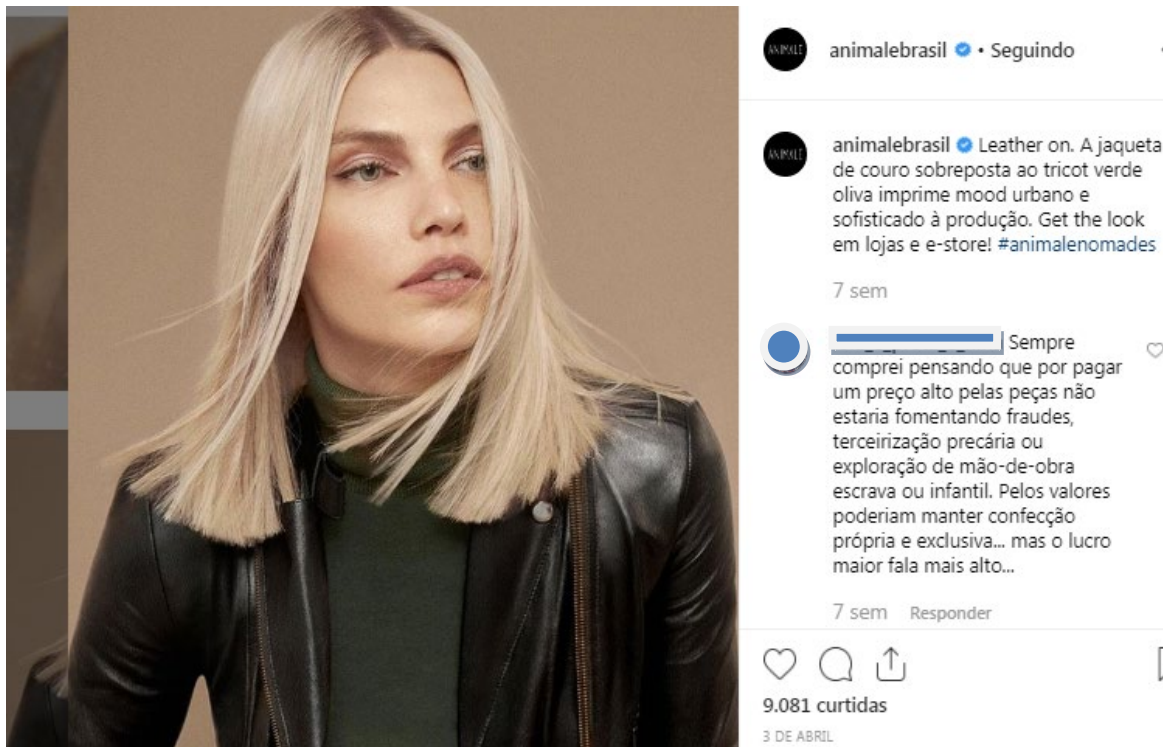 ANIMALE
animalebrasil • Seguindo
ANIMALE
animalebrasil Leather on. A jaqueta
de couro sobreposta ao tricot verde
oliva imprime mood urbano e
sofisticado à produção. Get the look
em lojas e e-store! #animalenomades
7 sem
Sempre
comprei pensando que por pagar
um preço alto pelas peças não
estaria fomentando fraudes,
terceirização precária ou
exploração de mão-de-obra
escrava ou infantil. Pelos valores
poderiam manter confecção
própria e exclusiva... mas o lucro
maior fala mais alto...
7 sem Responder
9.081 curtidas
3 DE ABRIL